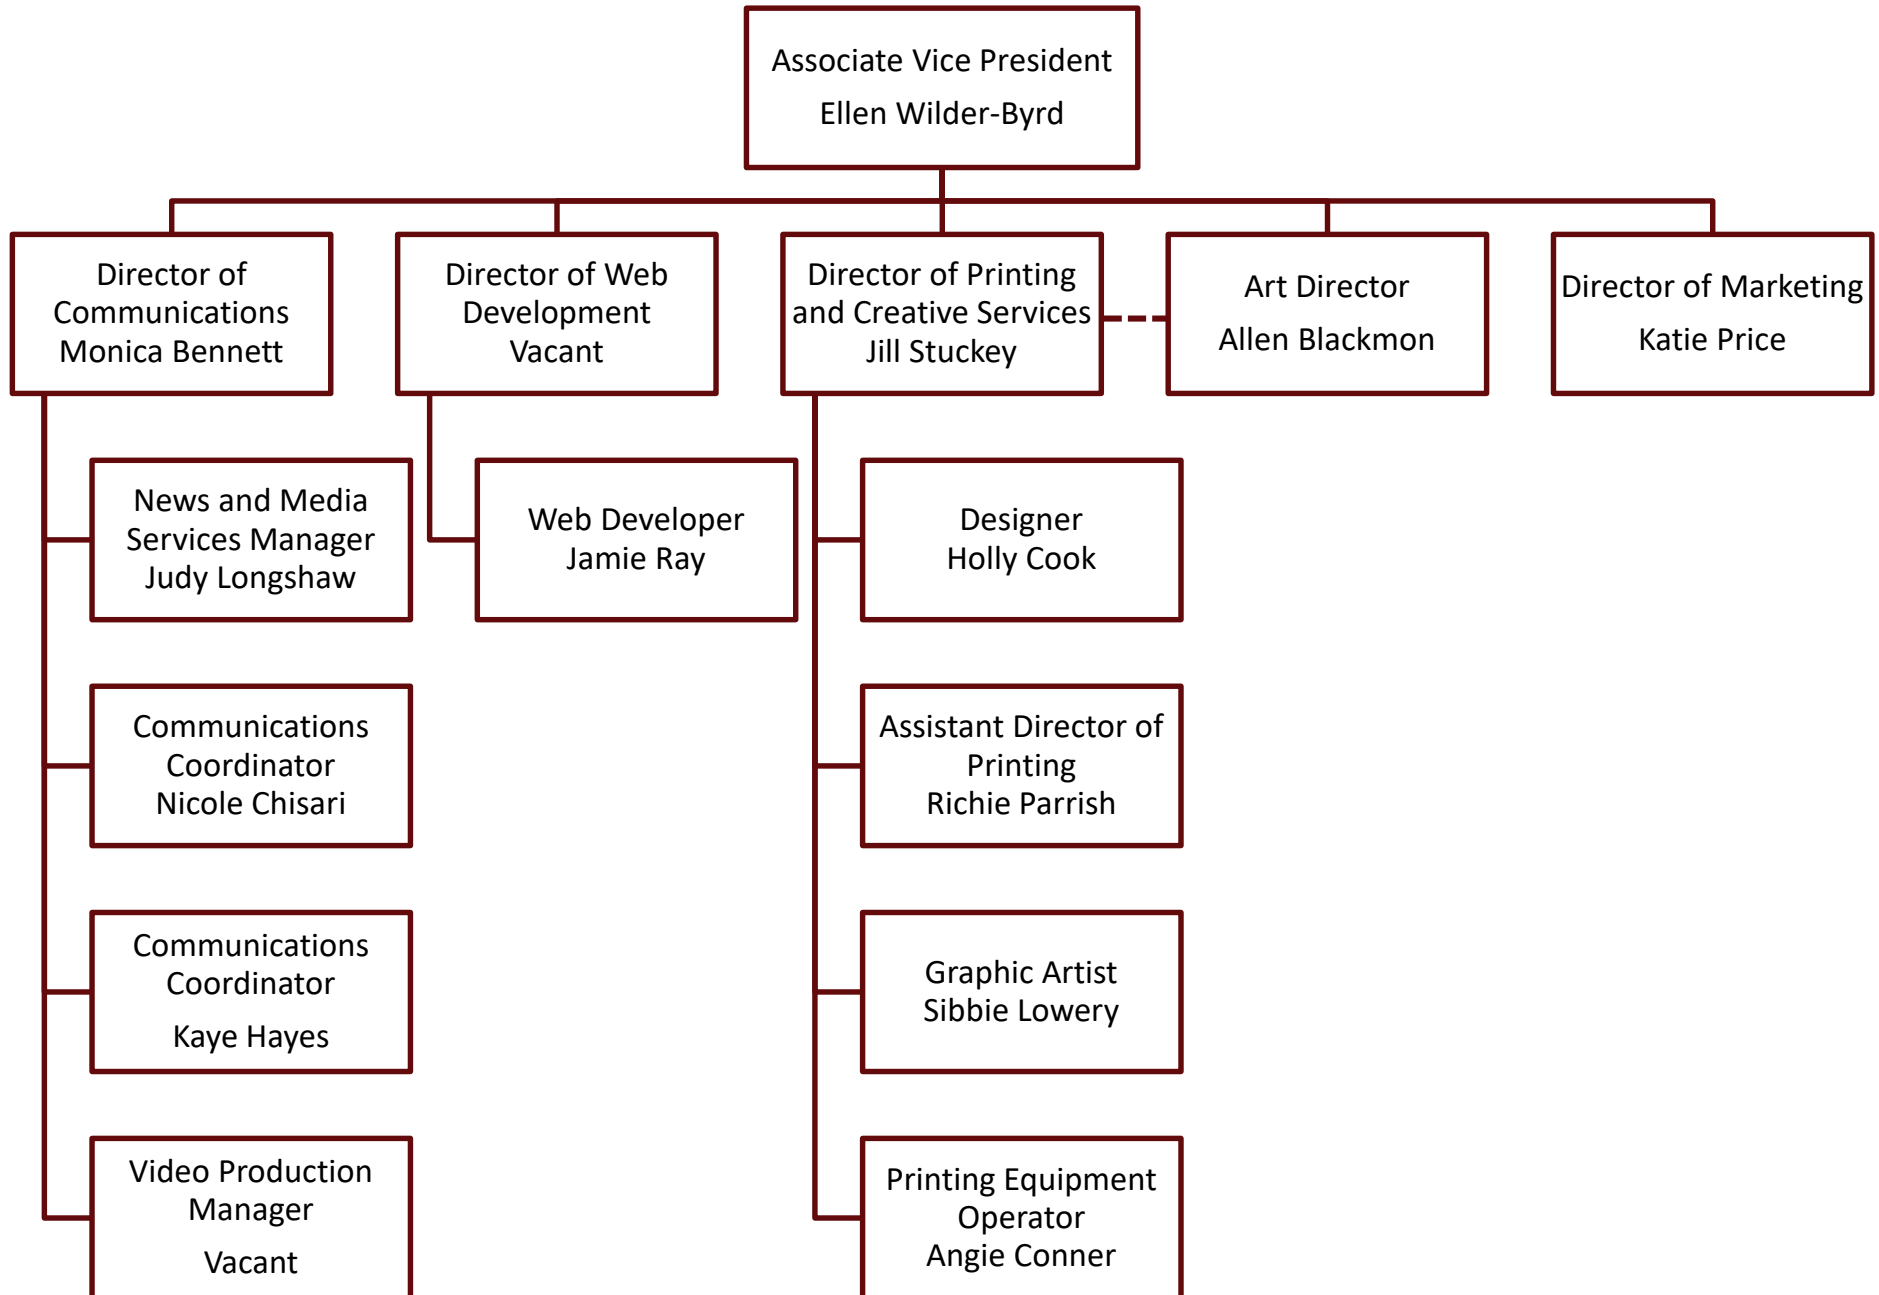 Associate Vice President
Ellen Wilder-Byrd
Director of
Communications
Monica Bennett
Director of Web
Development
Vacant
Director of Printing
and Creative Services
Jill Stuckey
Art Director
Allen Blackmon
Director of Marketing
Katie Price
News and Media
Services Manager
Judy Longshaw
Web Developer
Jamie Ray
Designer
Holly Cook
Communications
Coordinator
Nicole Chisari
Assistant Director of
Printing
Richie Parrish
Communications
Coordinator
Kaye Hayes
Graphic Artist
Sibbie Lowery
Video Production
Manager
Vacant
Printing Equipment
Operator
Angie Conner